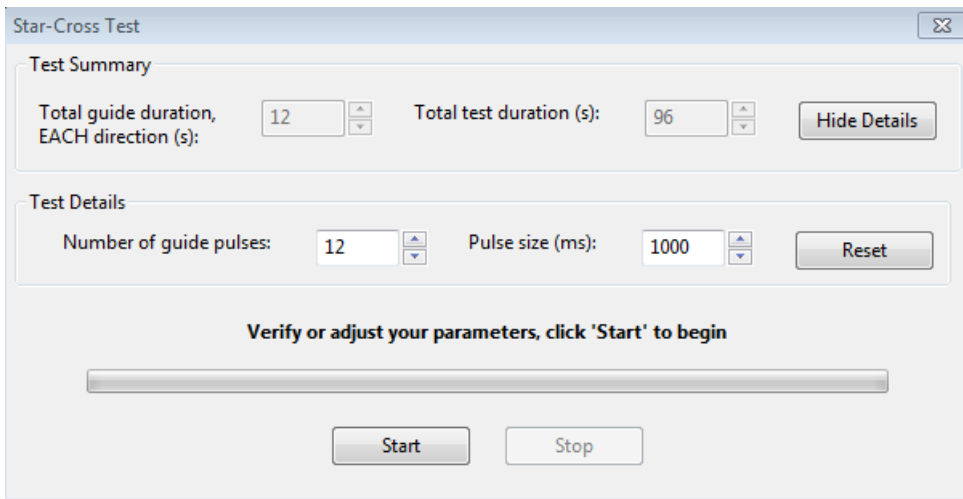 Star-Cross Test
Test Summary
Total guide duration,
EACH direction (s):
12
Total test duration (s):
96
Hide Details
Test Details
Number of guide pulses:
12
Pulse size (ms):
1000
Reset
Verify or adjust your parameters, click 'Start' to begin
Start
Stop